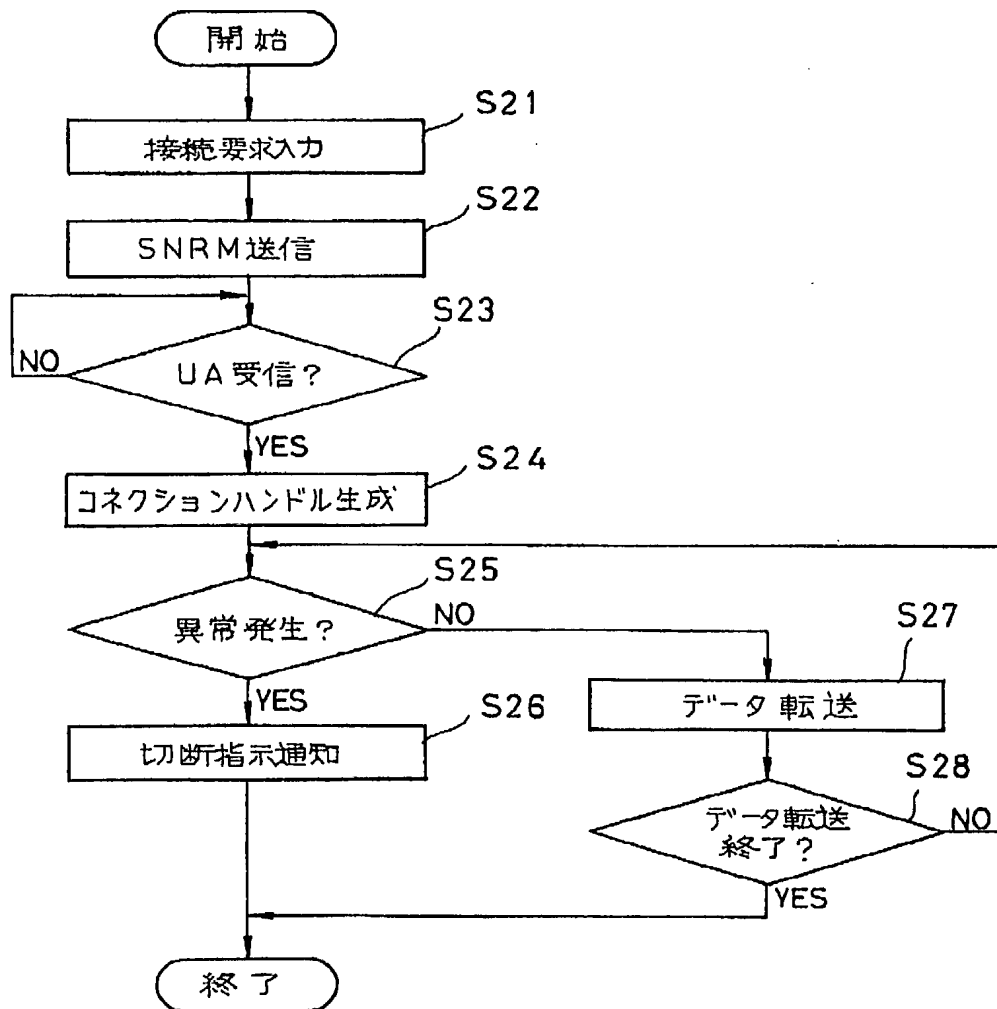 開始
S21
接続要求入力
S22
SNRM送信
S23
UA受信?
NO
YES
S24
コネクションハンドル生成
S25
異常発生?
NO
YES
S26
切断指示通知
S27
データ転送
S28
データ転送
終了?
NO
YES
終了